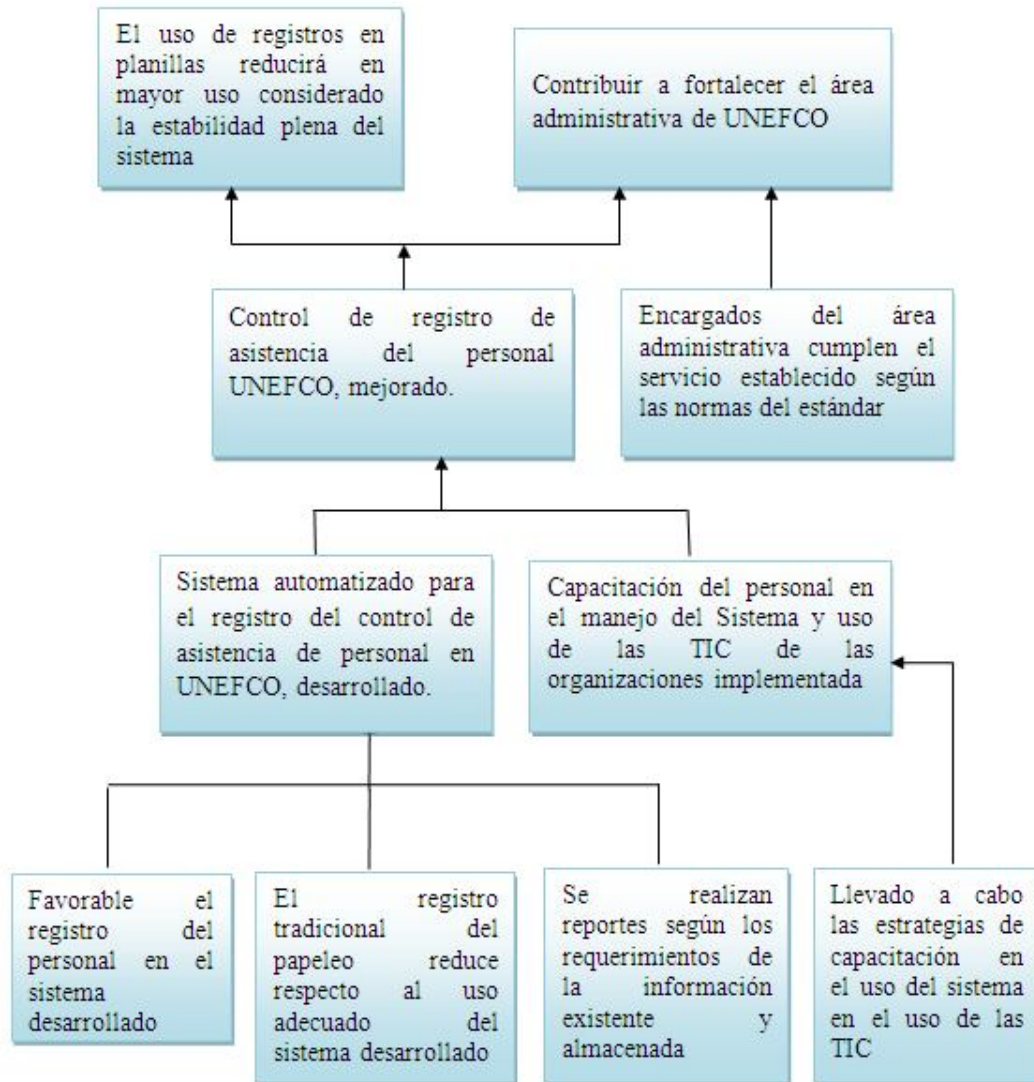 El uso de registros en
planillas reducirá en
mayor uso considerado
la estabilidad plena del
sistema
Contribuir a fortalecer el área
administrativa de UNEFCO
Control de registro de
asistencia del personal
UNEFCO, mejorado.
Encargados del área
administrativa cumplen el
servicio establecido según
las normas del estándar
Sistema automatizado para
el registro del control de
asistencia de personal en
UNEFCO, desarrollado.
Capacitación del personal en
el manejo del Sistema y uso
de las TIC de las
organizaciones implementada
Favorable el
registro del
personal en el
sistema
desarrollado
El registro
tradicional del
papeleo reduce
respecto al uso
adecuado del
sistema desarrollado
Se realizan
reportes según los
requerimientos de
la información
existente y
almacenada
Llevado a cabo
las estrategias de
capacitación en
el uso del sistema
en el uso de las
TIC